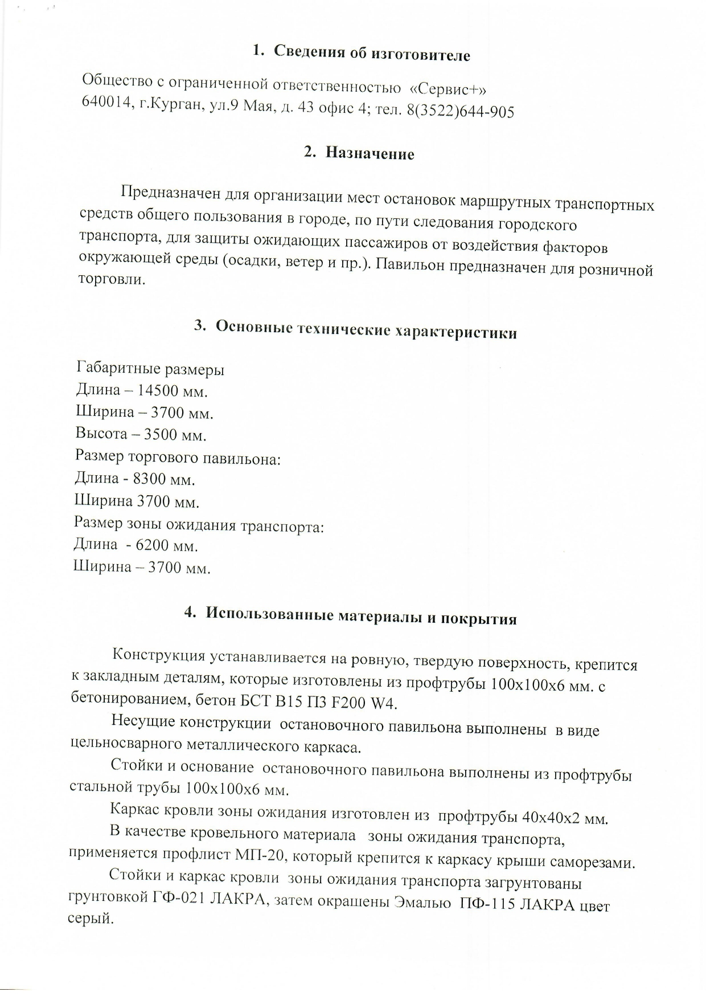 1. Сведения об изготовителе
Общество с ограниченной ответственностью «Сервис+»
640014, г.Курган, ул.9 Мая, д. 43 офис 4; тел. 8(3522)644-905
2. Назначение
Предназначен для организации мест остановок маршрутных транспортных
средств общего пользования в городе, по пути следования городского
транспорта, для защиты ожидающих пассажиров от воздействия факторов
окружающей среды (осадки, ветер и пр.). Павильон предназначен для розничной
торговли.
3. Основные технические характеристики
Габаритные размеры
Длина – 14500 мм.
Ширина – 3700 мм.
Высота – 3500 мм.
Размер торгового павильона:
Длина - 8300 мм.
Ширина 3700 мм.
Размер зоны ожидания транспорта:
Длина - 6200 мм.
Ширина – 3700 мм.
4. Использованные материалы и покрытия
Конструкция устанавливается на ровную, твердую поверхность, крепится
к закладным деталям, которые изготовлены из профтрубы 100х100х6 мм. с
бетонированием, бетон БСТ В15 П3 F200 W4.
Несущие конструкции остановочного павильона выполнены в виде
цельносварного металлического каркаса.
Стойки и основание остановочного павильона выполнены из профтрубы
стальной трубы 100х100х6 мм.
Каркас кровли зоны ожидания изготовлен из профтрубы 40х40х2 мм.
В качестве кровельного материала зоны ожидания транспорта,
применяется профлист МП-20, который крепится к каркасу крыши саморезами.
Стойки и каркас кровли зоны ожидания транспорта загрунтованы
грунтовкой ГФ-021 ЛАКРА, затем окрашены Эмалью ПФ-115 ЛАКРА цвет
серый.